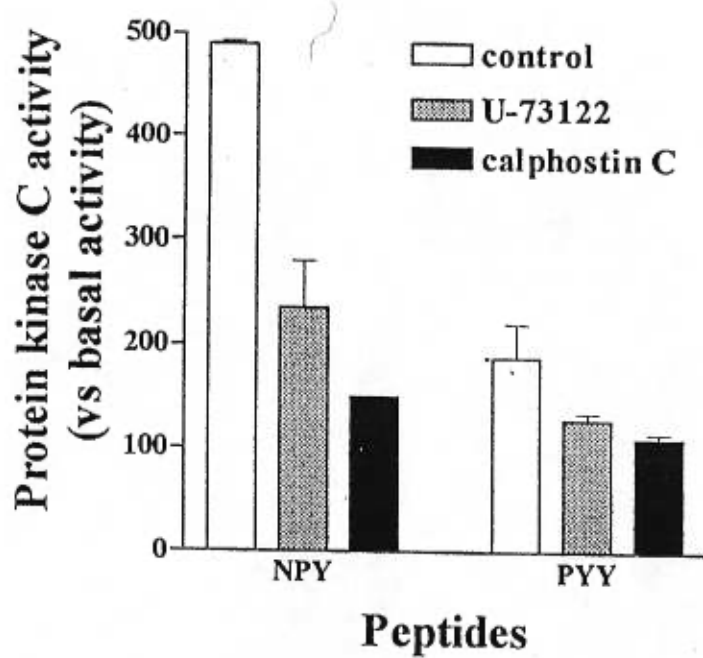 Protein kinase C activity
(vs basal activity)
500
400
300
200
100
0
control
U-73122
calphostin C
NPY
PYY
Peptides